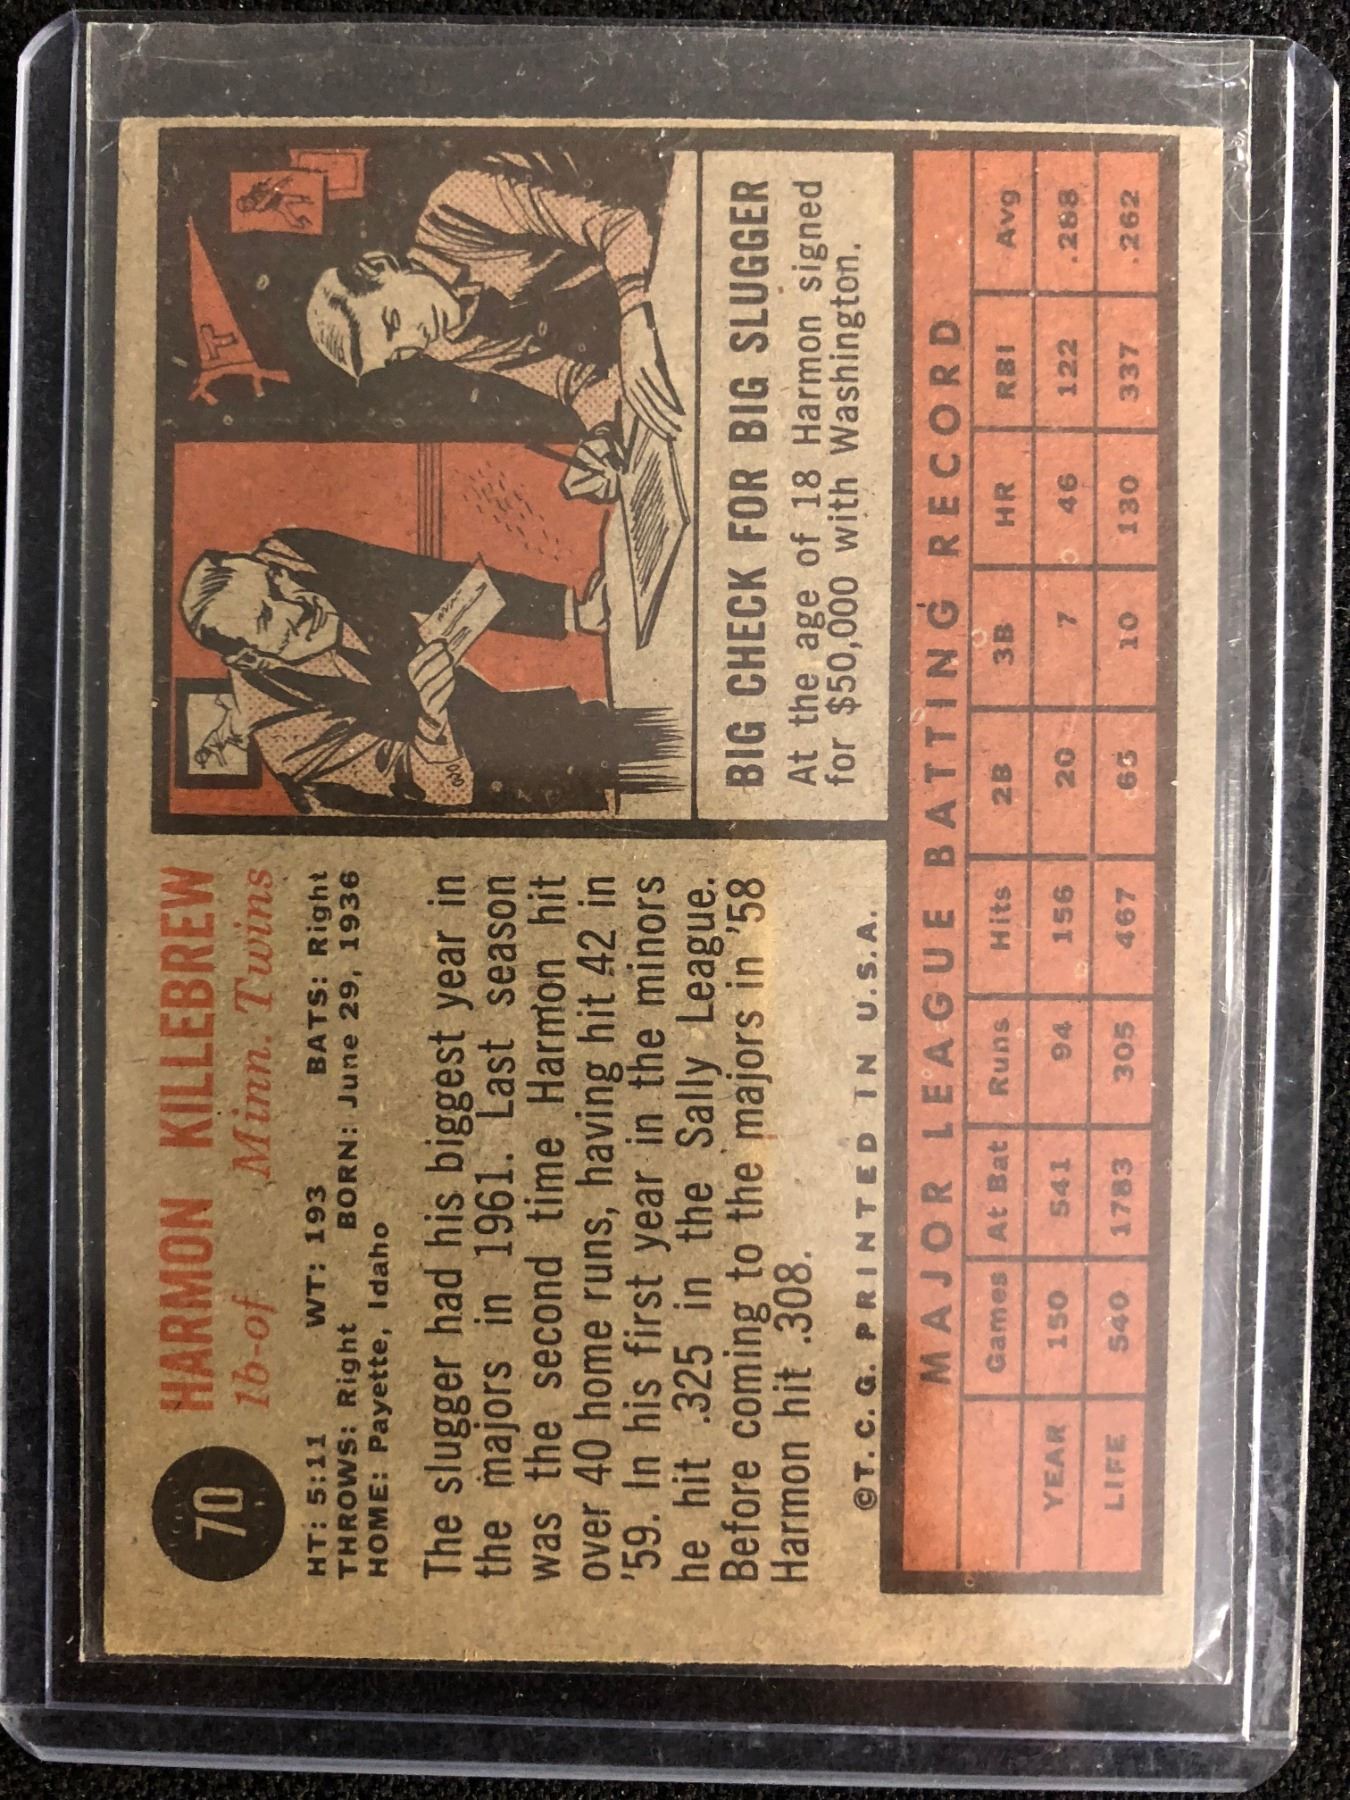 70
HARMON KILLEBREW
1b-of Minn. Twins
HT: 5:11 WT: 193 BATS: Right
THROWS: Right BORN: June 29, 1936
HOME: Payette, Idaho
The slugger had his biggest year in
the majors in 1961. Last season
was the second time Harmon hit
over 40 home runs, having hit 42 in
'59. In his first year in the minors
he hit .325 in the Sally League.
Before coming to the majors in '58
Harmon hit .308.
©T. C. G. PRINTED IN U.S.A.
T
BIG CHECK FOR BIG SLUGGER
At the age of 18 Harmon signed
for $50,000 with Washington.
MAJOR LEAGUE BATTING RECORD
Games At Bat Runs Hits 2B 3B HR RBI Avg
YEAR 150 541 94 156 20 7 46 122 .288
LIFE 540 1783 305 467 65 10 130 337 .262